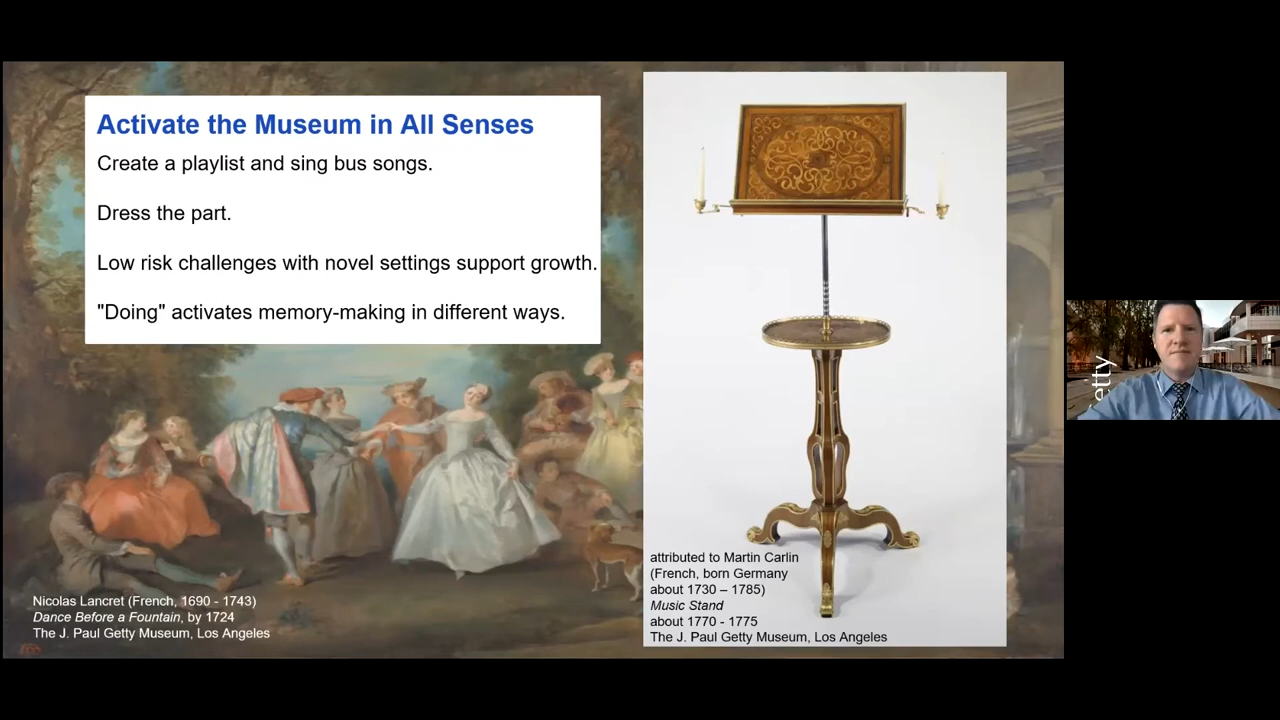 Activate the Museum in All Senses
Create a playlist and sing bus songs.
Dress the part.
Low risk challenges with novel settings support growth.
"Doing" activates memory-making in different ways.
Nicolas Lancret (French, 1690 - 1743)
Dance Before a Fountain, by 1724
The J. Paul Getty Museum, Los Angeles
attributed to Martin Carlin
(French, born Germany
about 1730 – 1785)
Music Stand
about 1770 - 1775
The J. Paul Getty Museum, Los Angeles
etty